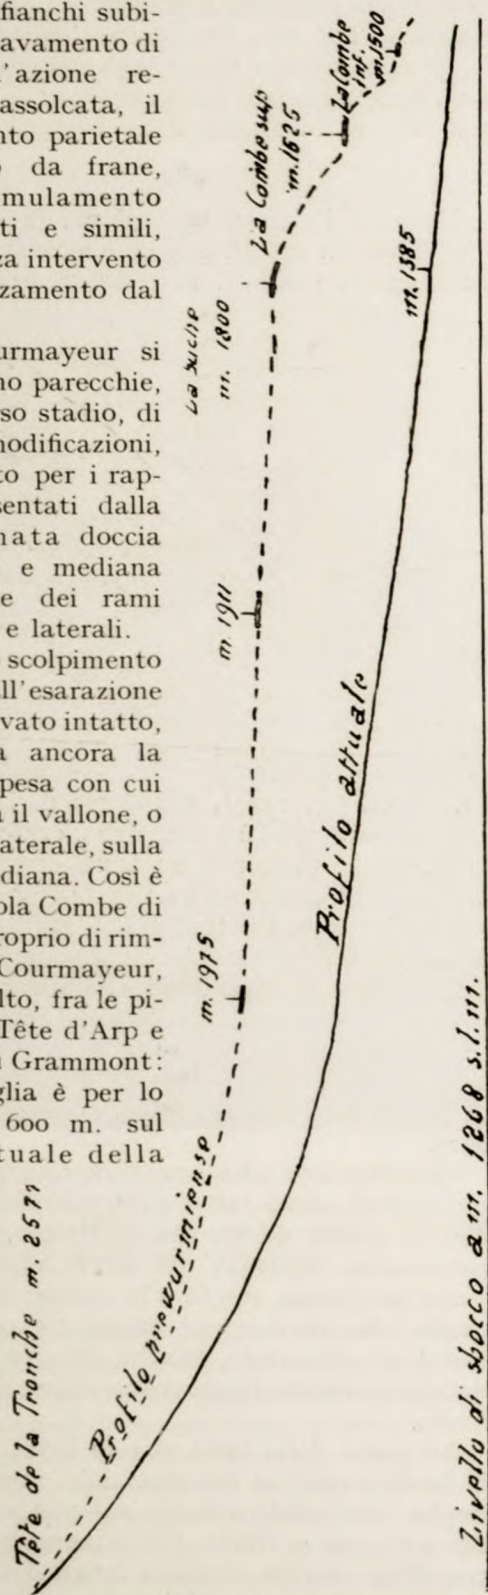 fianchi subi-
avamento di
'azione re-
assolcata, il
nto parietale
o da frane,
mulamento
ti e simili,
za intervento
zamento dal
urmayeur si
no parecchie,
so stadio, di
nodificazioni,
to per i rap-
sentati dalla
nata doccia
e mediana
e dei rami
e laterali.
scolpimento
all'esarazione
vato intatto,
a ancora la
pesa con cui
a il vallone, o
aterale, sulla
diana. Così è
ola Combe di
roprio di rim-
Courmayeur,
lto, fra le pi-
Tête d'Arp e
Grammont:
glia è per lo
600 m. sul
tuale della
Tête de la Tronche m. 2577
Profilo prewurmiense
m. 1975
m. 1911
La Suche
m. 1800
La Combe sup
m. 1625
La Combe
inf.
m. 1500
m. 1385
Profilo attuale
Livello di sbocco a m. 1268 s.l.m.